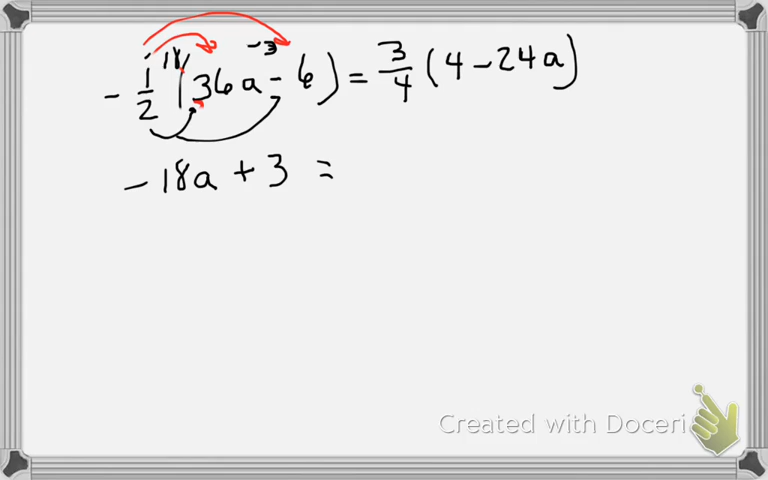 18 -3
- 1/2 (36a - 6) = 3/4 (4 - 24a)
- 18a + 3 =
Created with Doceri